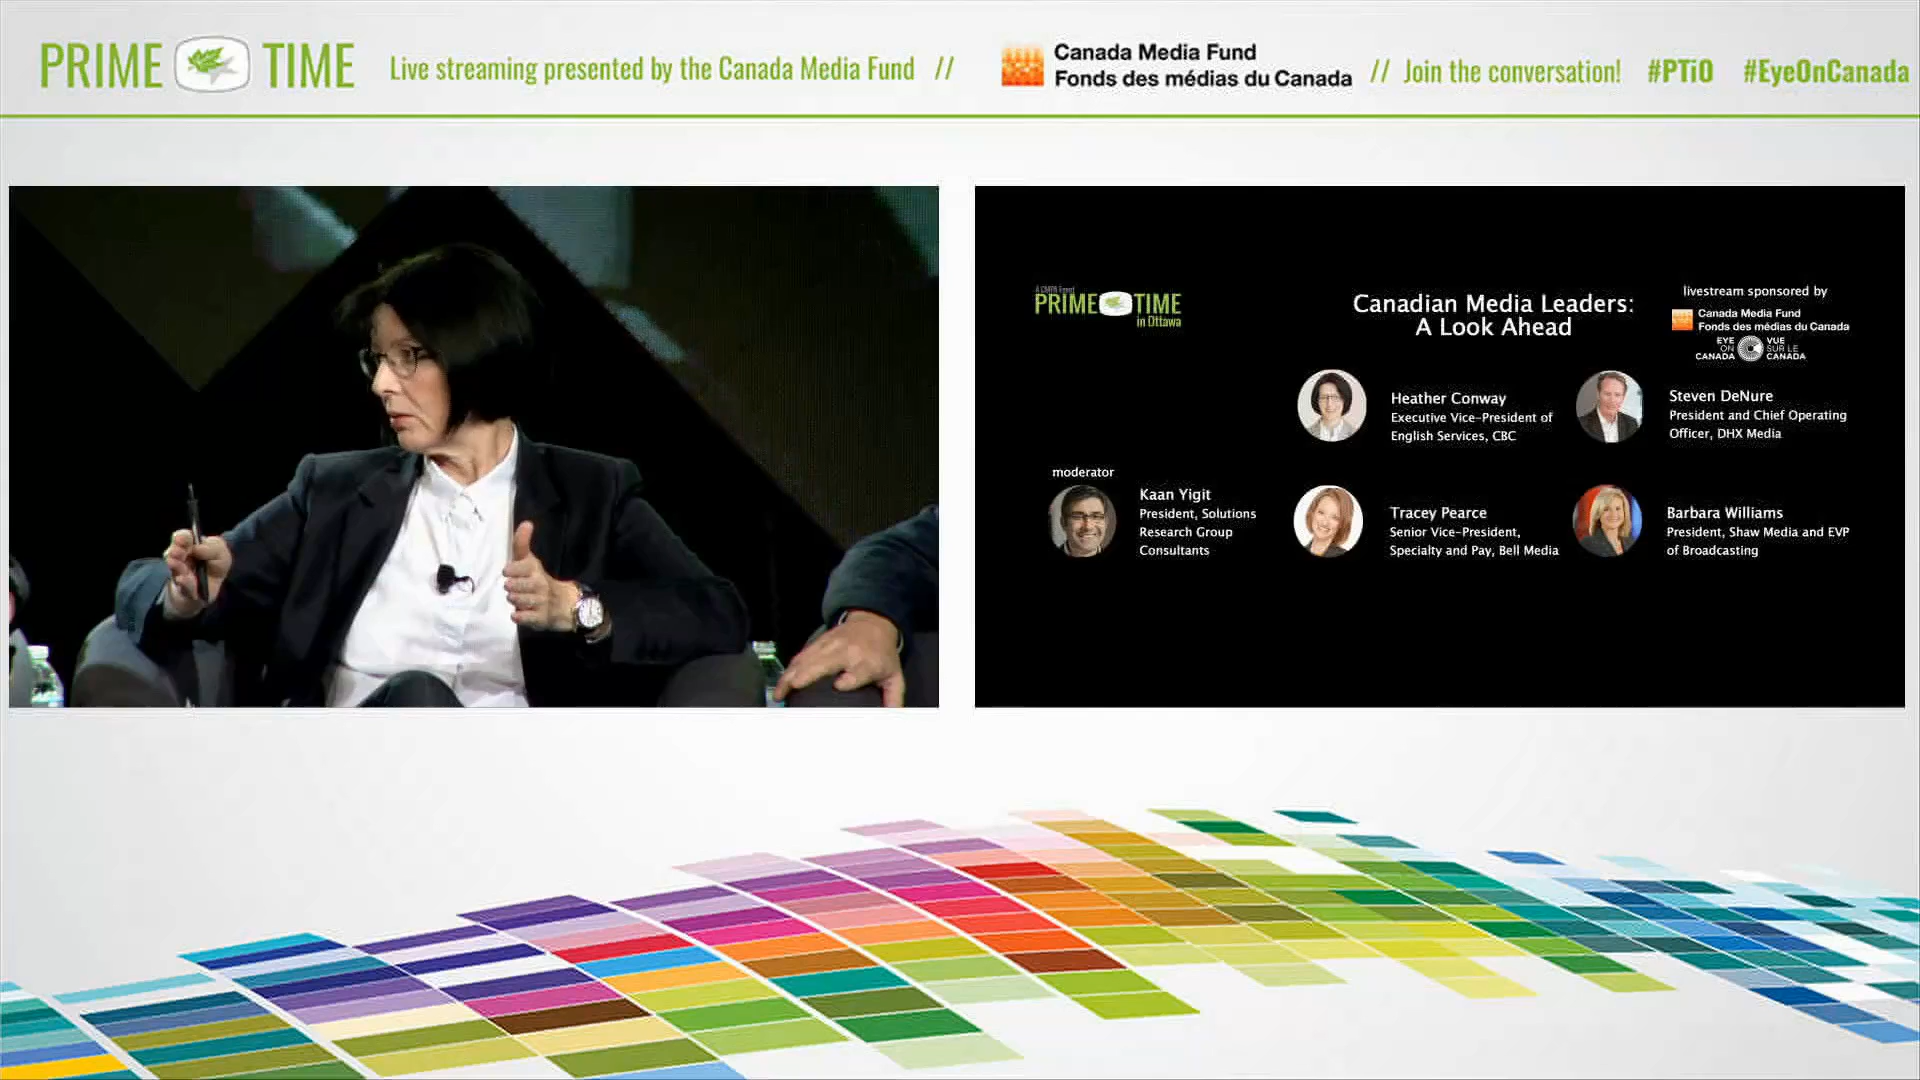 PRIME TIME
Live streaming presented by the Canada Media Fund //
Canada Media Fund
Fonds des médias du Canada
// Join the conversation! #PTiO #EyeOnCanada
A CMPA Event
PRIME TIME
in Ottawa
Canadian Media Leaders:
A Look Ahead
livestream sponsored by
Canada Media Fund
Fonds des médias du Canada
EYE
ON
CANADA
VUE
SUR LE
CANADA
Heather Conway
Executive Vice-President of
English Services, CBC
Steven DeNure
President and Chief Operating
Officer, DHX Media
moderator
Kaan Yigit
President, Solutions
Research Group
Consultants
Tracey Pearce
Senior Vice-President,
Specialty and Pay, Bell Media
Barbara Williams
President, Shaw Media and EVP
of Broadcasting